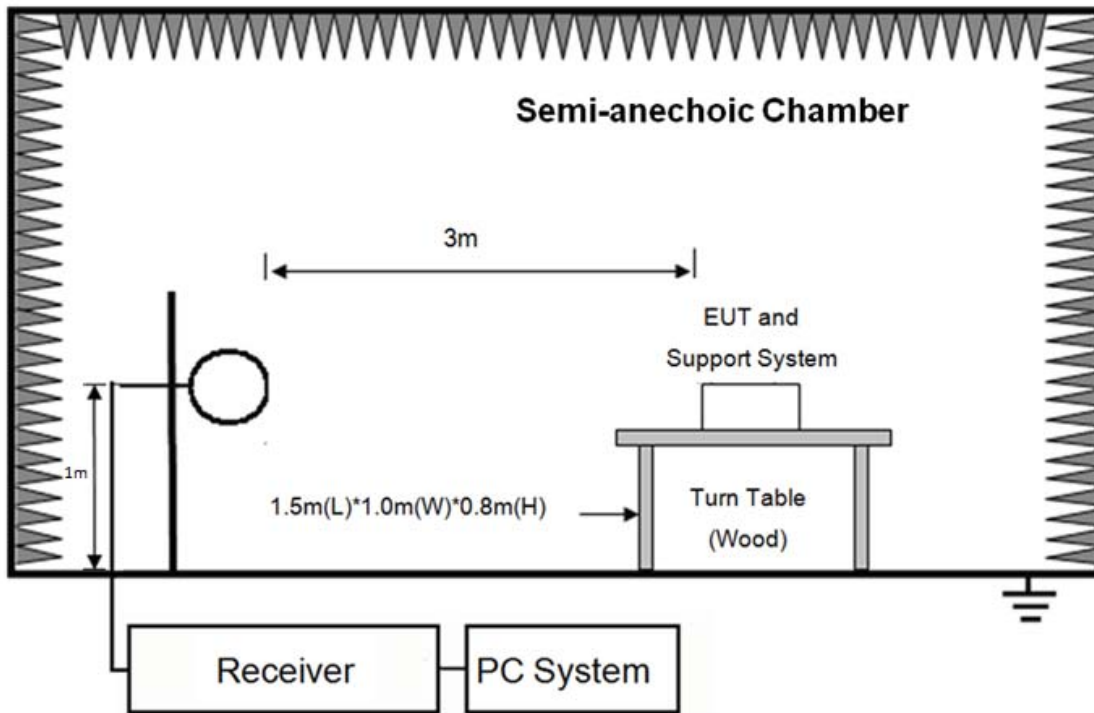 Semi-anechoic Chamber
3m
EUT and
Support System
1m
1.5m(L)*1.0m(W)*0.8m(H)
Turn Table
(Wood)
Receiver
PC System